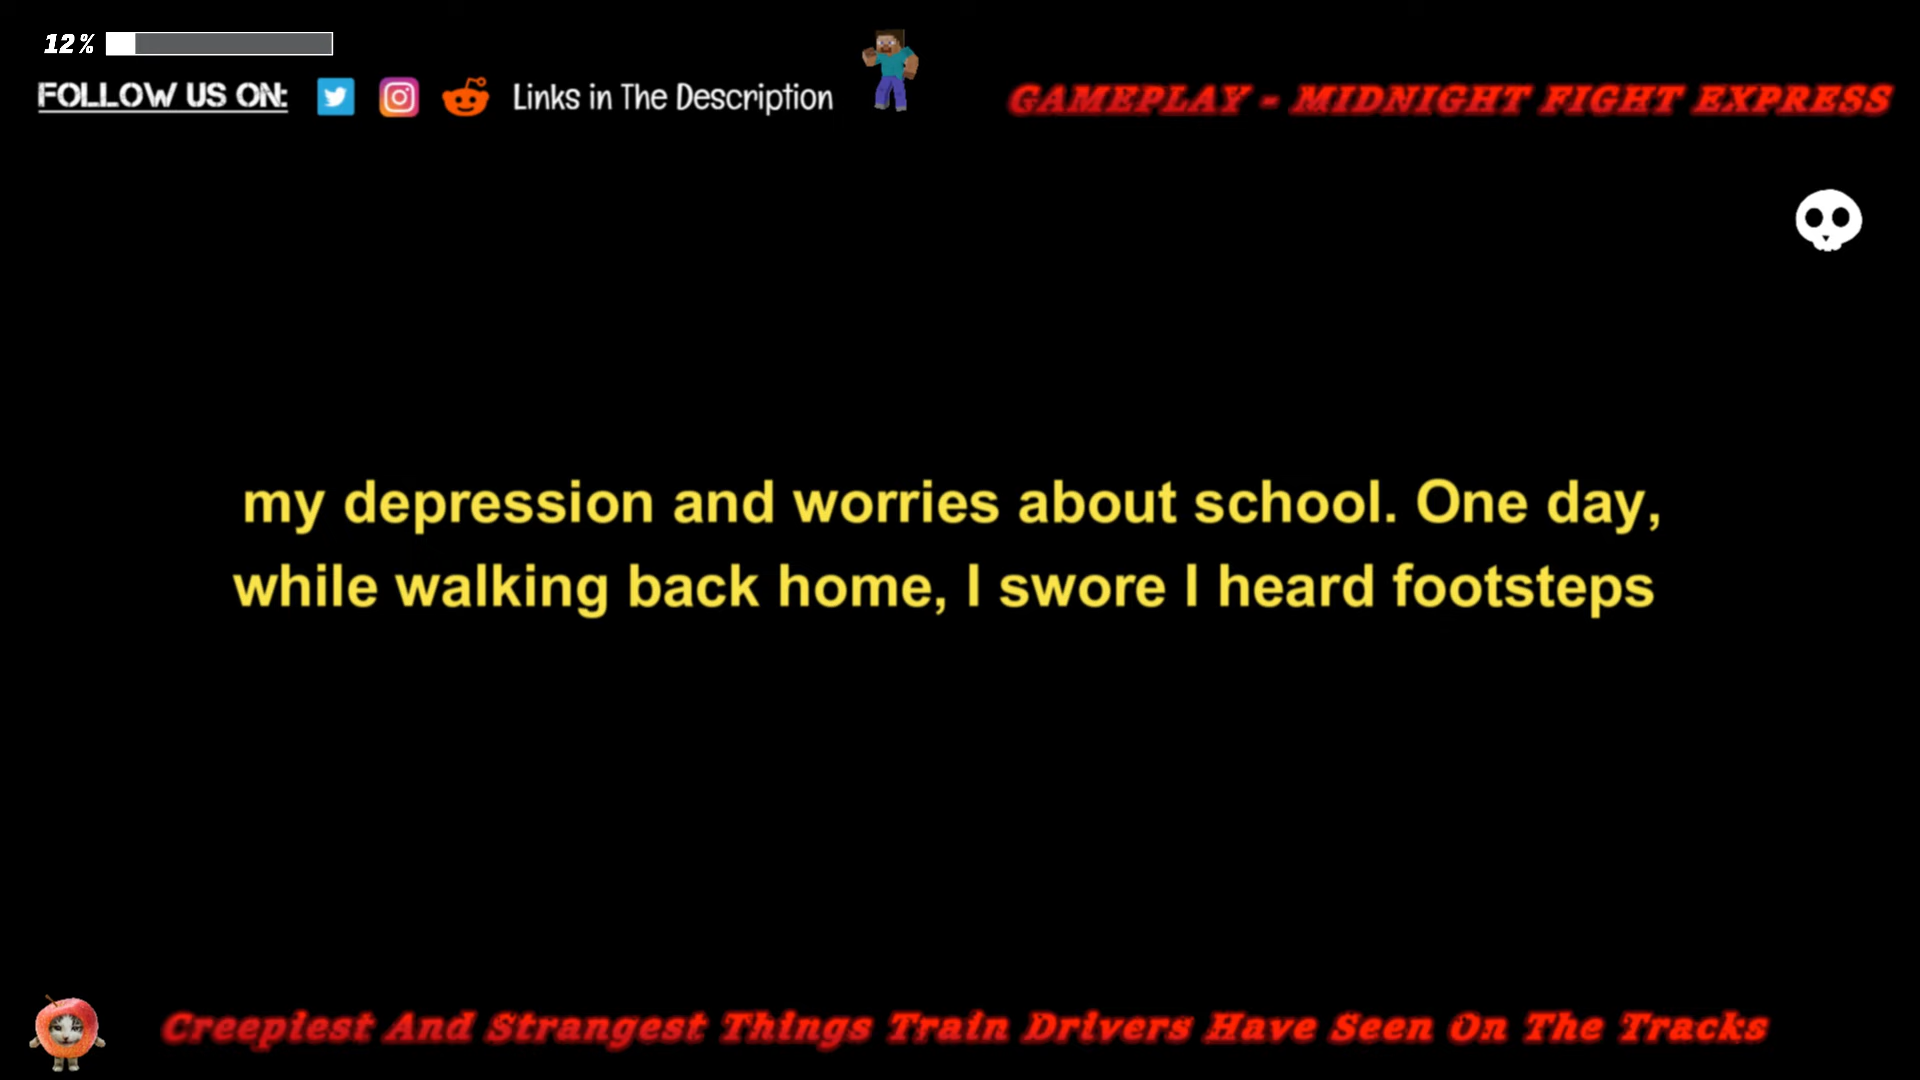 12%
FOLLOW US ON: Links in The Description
GAMEPLAY - MIDNIGHT FIGHT EXPRESS
my depression and worries about school. One day,
while walking back home, I swore I heard footsteps
Creepiest And Strangest Things Train Drivers Have Seen On The Tracks